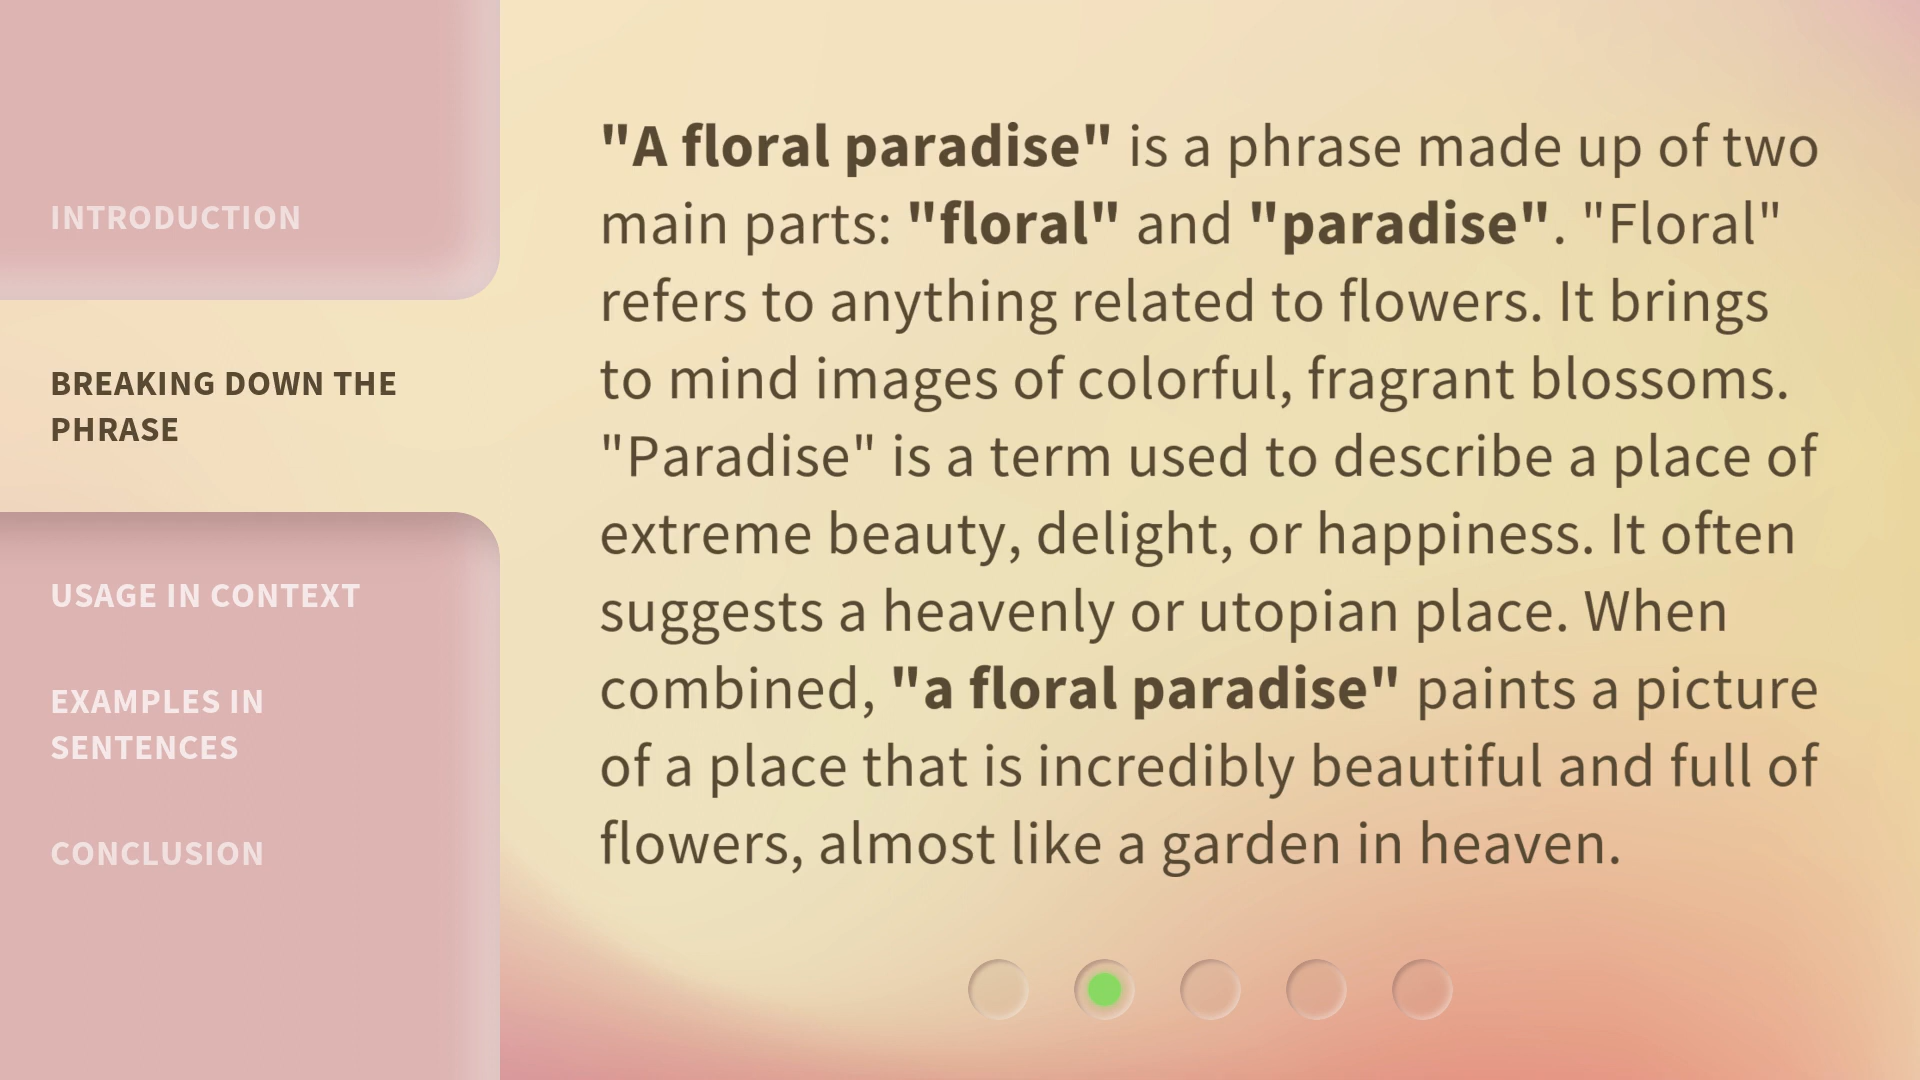 INTRODUCTION
BREAKING DOWN THE
PHRASE
USAGE IN CONTEXT
EXAMPLES IN
SENTENCES
CONCLUSION
"A floral paradise" is a phrase made up of two
main parts: "floral" and "paradise". "Floral"
refers to anything related to flowers. It brings
to mind images of colorful, fragrant blossoms.
"Paradise" is a term used to describe a place of
extreme beauty, delight, or happiness. It often
suggests a heavenly or utopian place. When
combined, "a floral paradise" paints a picture
of a place that is incredibly beautiful and full of
flowers, almost like a garden in heaven.